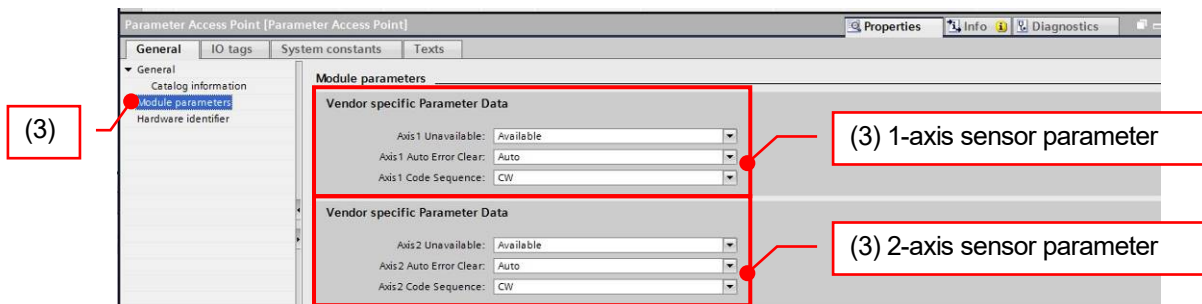 Parameter Access Point [Parameter Access Point]
Properties Info Diagnostics
General IO tags System constants Texts
General
Catalog information
Module parameters
Hardware identifier
(3)
Module parameters
Vendor specific Parameter Data
Axis1 Unavailable: Available
Axis1 Auto Error Clear: Auto
Axis1 Code Sequence: CW
(3) 1-axis sensor parameter
Vendor specific Parameter Data
Axis2 Unavailable: Available
Axis2 Auto Error Clear: Auto
Axis2 Code Sequence: CW
(3) 2-axis sensor parameter